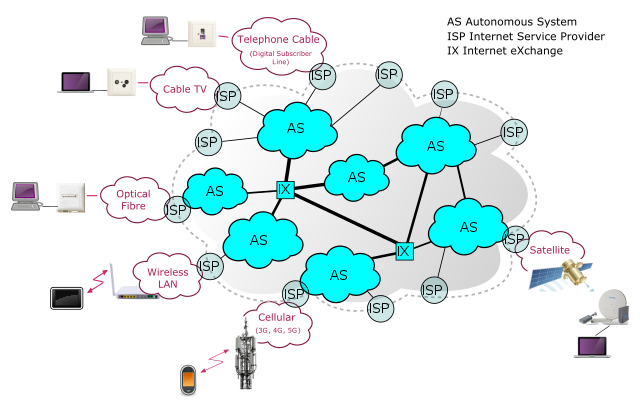 AS Autonomous System
ISP Internet Service Provider
IX Internet eXchange
Telephone Cable
(Digital Subscriber
Line)
Cable TV
ISP
ISP
ISP
ISP
ISP
ISP
ISP
AS
AS
AS
AS
IX
Optical
Fibre
ISP
AS
AS
IX
ISP
Satellite
Wireless
LAN
ISP
AS
ISP
ISP
ISP
Cellular
(3G, 4G, 5G)